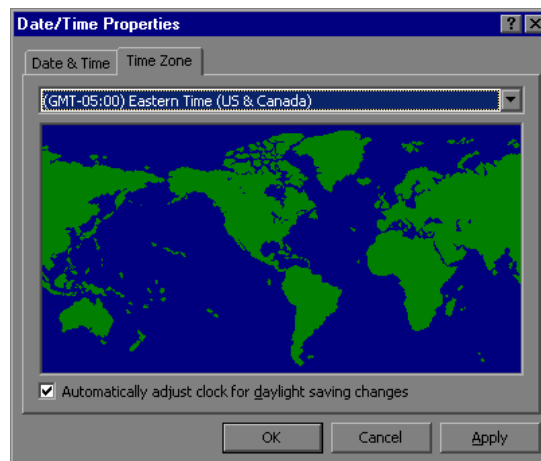 Date/Time Properties
Date & Time
Time Zone
(GMT-05:00) Eastern Time (US & Canada)
Automatically adjust clock for daylight saving changes
OK
Cancel
Apply